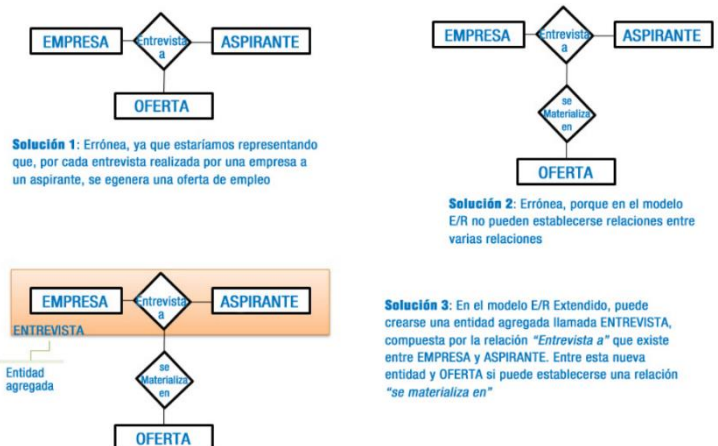 EMPRESA
Entrevista
a
ASPIRANTE
OFERTA
Solución 1: Errónea, ya que estaríamos representando
que, por cada entrevista realizada por una empresa a
un aspirante, se egenera una oferta de empleo
EMPRESA
Entrevista
a
ASPIRANTE
se
Materializa
en
OFERTA
Solución 2: Errónea, porque en el modelo
E/R no pueden establecerse relaciones entre
varias relaciones
EMPRESA
Entrevista
a
ASPIRANTE
ENTREVISTA
Entidad
agregada
se
Materializa
en
OFERTA
Solución 3: En el modelo E/R Extendido, puede
crearse una entidad agregada llamada ENTREVISTA,
compuesta por la relación "Entrevista a" que existe
entre EMPRESA y ASPIRANTE. Entre esta nueva
entidad y OFERTA si puede establecerse una relación
"se materializa en"